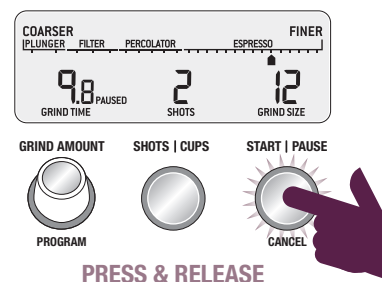 COARSER FINER
PLUNGER FILTER PERCOLATOR ESPRESSO
9.8 PAUSED 2 12
GRIND TIME SHOTS GRIND SIZE
GRIND AMOUNT SHOTS | CUPS START | PAUSE
PROGRAM CANCEL
PRESS & RELEASE